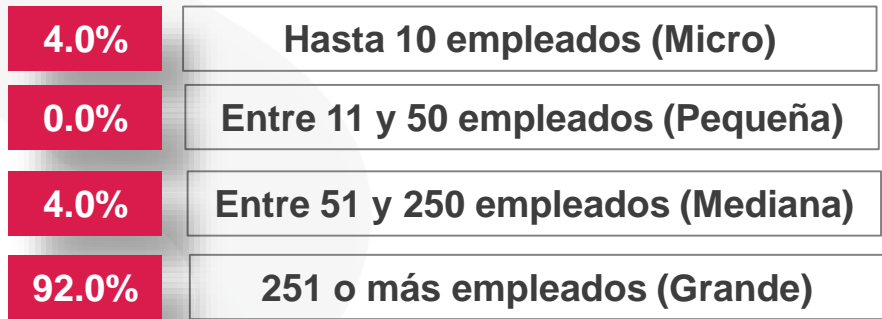 4.0% Hasta 10 empleados (Micro)
0.0% Entre 11 y 50 empleados (Pequeña)
4.0% Entre 51 y 250 empleados (Mediana)
92.0% 251 o más empleados (Grande)